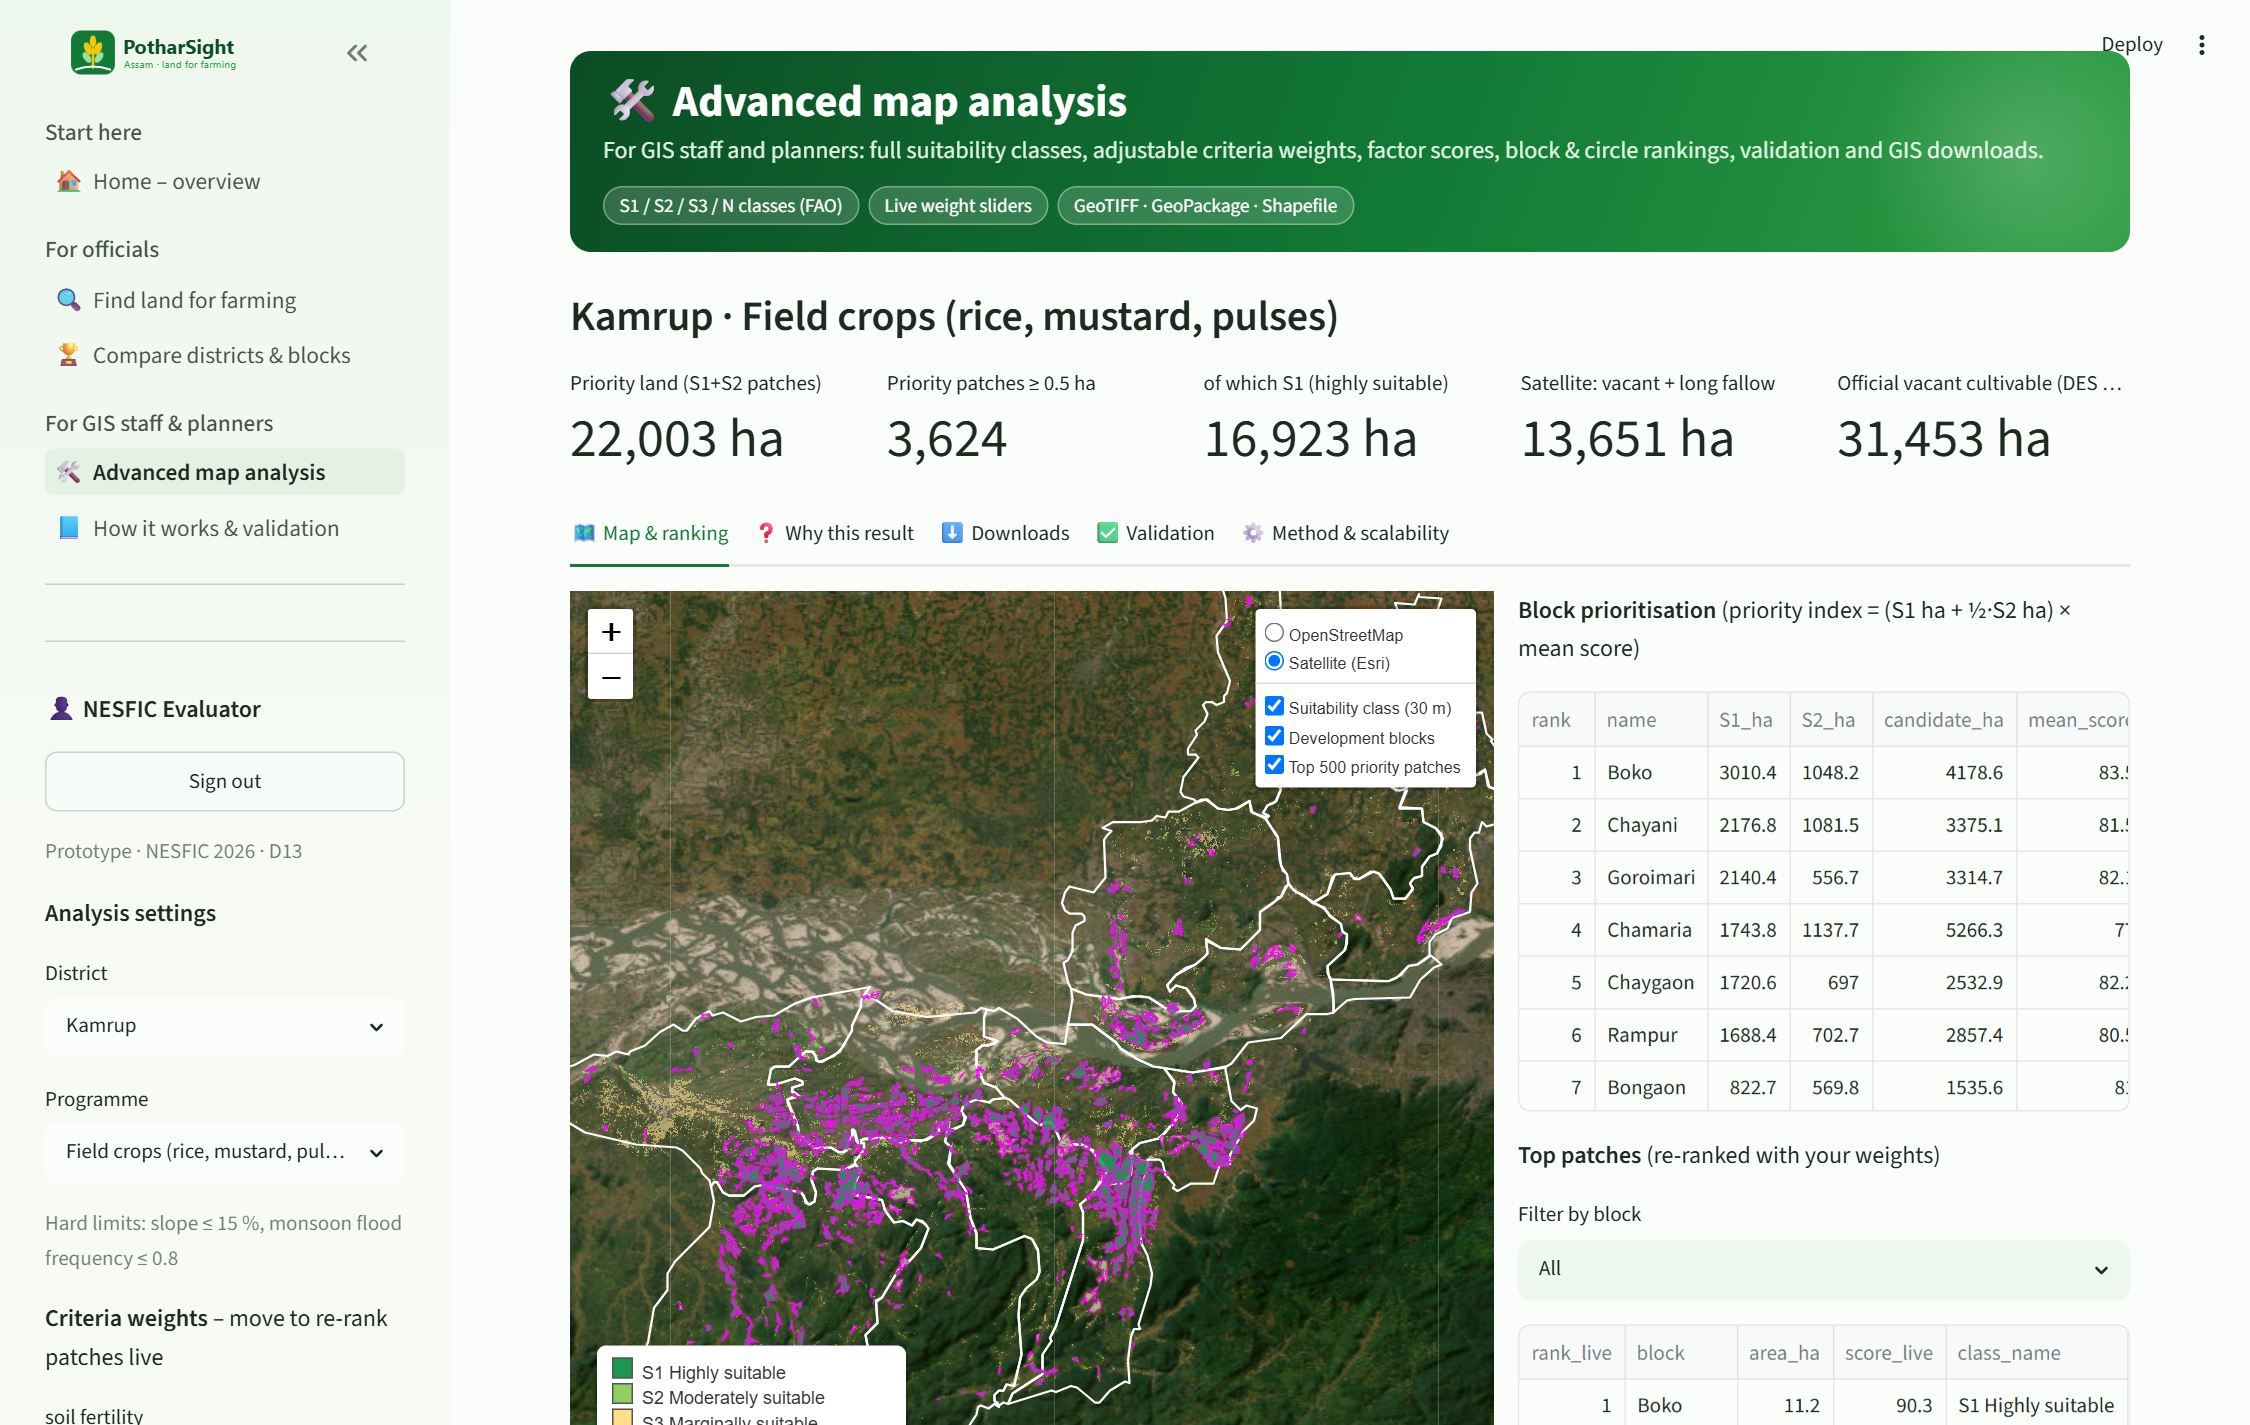 PotharSight
Assam · land for farming
Start here
Home – overview
For officials
Find land for farming
Compare districts & blocks
For GIS staff & planners
Advanced map analysis
How it works & validation
NESFIC Evaluator
Sign out
Prototype · NESFIC 2026 · D13
Analysis settings
District
Kamrup
Programme
Field crops (rice, mustard, pul…
Hard limits: slope ≤ 15 %, monsoon flood
frequency ≤ 0.8
Criteria weights – move to re-rank
patches live
soil fertility
Deploy
Advanced map analysis
For GIS staff and planners: full suitability classes, adjustable criteria weights, factor scores, block & circle rankings, validation and GIS downloads.
S1 / S2 / S3 / N classes (FAO)
Live weight sliders
GeoTIFF · GeoPackage · Shapefile
Kamrup · Field crops (rice, mustard, pulses)
Priority land (S1+S2 patches)
22,003 ha
Priority patches ≥ 0.5 ha
3,624
of which S1 (highly suitable)
16,923 ha
Satellite: vacant + long fallow
13,651 ha
Official vacant cultivable (DES …
31,453 ha
Map & ranking
Why this result
Downloads
Validation
Method & scalability
+
−
OpenStreetMap
Satellite (Esri)
Suitability class (30 m)
Development blocks
Top 500 priority patches
S1 Highly suitable
S2 Moderately suitable
S3 Marginally suitable
Block prioritisation (priority index = (S1 ha + ½·S2 ha) ×
mean score)
rank name S1_ha S2_ha candidate_ha mean_score
1 Boko 3010.4 1048.2 4178.6 83.5
2 Chayani 2176.8 1081.5 3375.1 81.5
3 Goroimari 2140.4 556.7 3314.7 82.
4 Chamaria 1743.8 1137.7 5266.3 77
5 Chaygaon 1720.6 697 2532.9 82.2
6 Rampur 1688.4 702.7 2857.4 80.5
7 Bongaon 822.7 569.8 1535.6 8
Top patches (re-ranked with your weights)
Filter by block
All
rank_live block area_ha score_live class_name
1 Boko 11.2 90.3 S1 Highly suitable